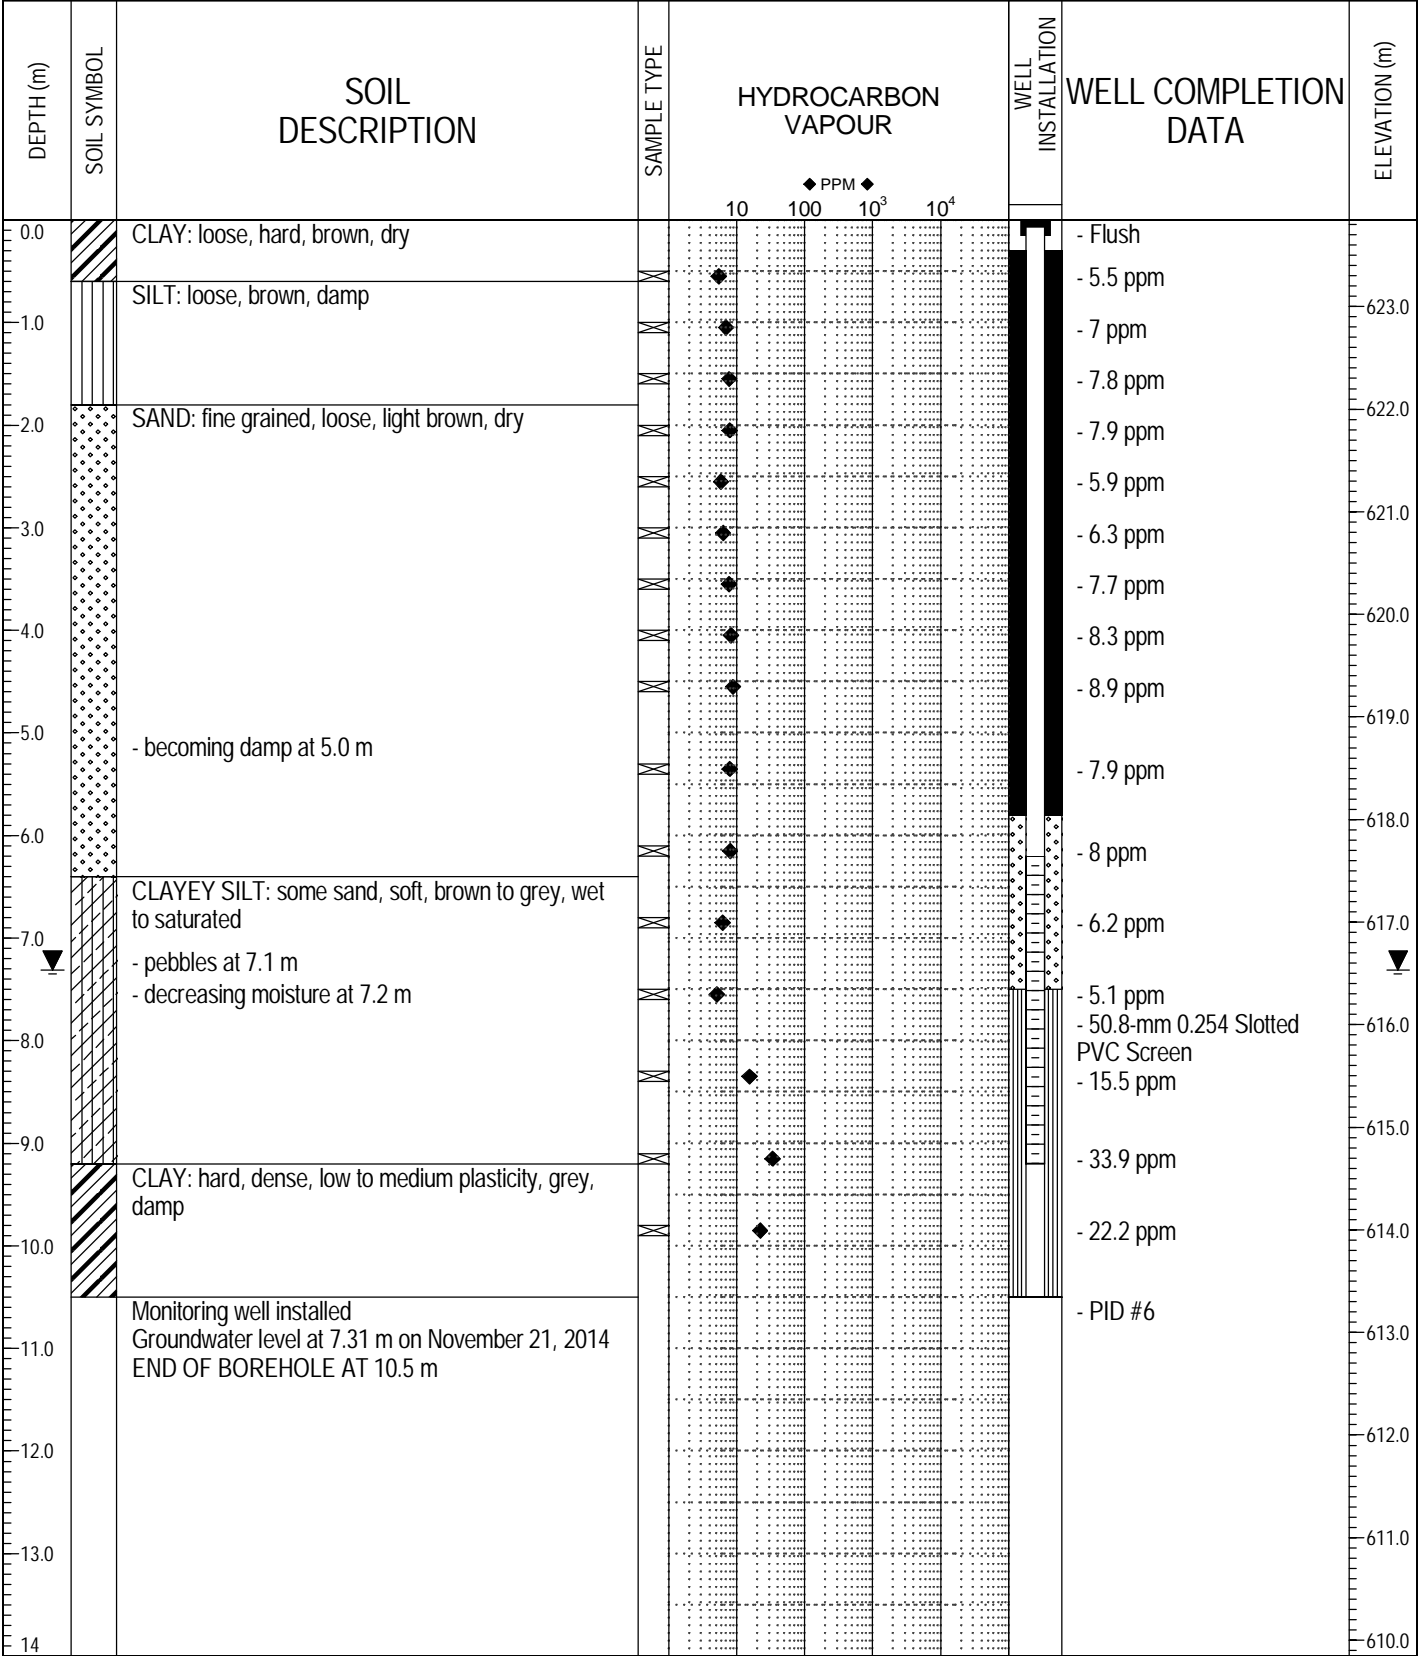 DEPTH (m)
SOIL SYMBOL
SOIL
DESCRIPTION
SAMPLE TYPE
HYDROCARBON
VAPOUR
◆ PPM ◆
10 100 10³ 10⁴
WELL
INSTALLATION
WELL COMPLETION
DATA
ELEVATION (m)
0.0
1.0
2.0
3.0
4.0
5.0
6.0
7.0
8.0
9.0
10.0
11.0
12.0
13.0
14
CLAY: loose, hard, brown, dry
SILT: loose, brown, damp
SAND: fine grained, loose, light brown, dry
- becoming damp at 5.0 m
CLAYEY SILT: some sand, soft, brown to grey, wet
to saturated
- pebbles at 7.1 m
- decreasing moisture at 7.2 m
CLAY: hard, dense, low to medium plasticity, grey,
damp
Monitoring well installed
Groundwater level at 7.31 m on November 21, 2014
END OF BOREHOLE AT 10.5 m
- Flush
- 5.5 ppm
- 7 ppm
- 7.8 ppm
- 7.9 ppm
- 5.9 ppm
- 6.3 ppm
- 7.7 ppm
- 8.3 ppm
- 8.9 ppm
- 7.9 ppm
- 8 ppm
- 6.2 ppm
- 5.1 ppm
- 50.8-mm 0.254 Slotted
PVC Screen
- 15.5 ppm
- 33.9 ppm
- 22.2 ppm
- PID #6
623.0
622.0
621.0
620.0
619.0
618.0
617.0
616.0
615.0
614.0
613.0
612.0
611.0
610.0